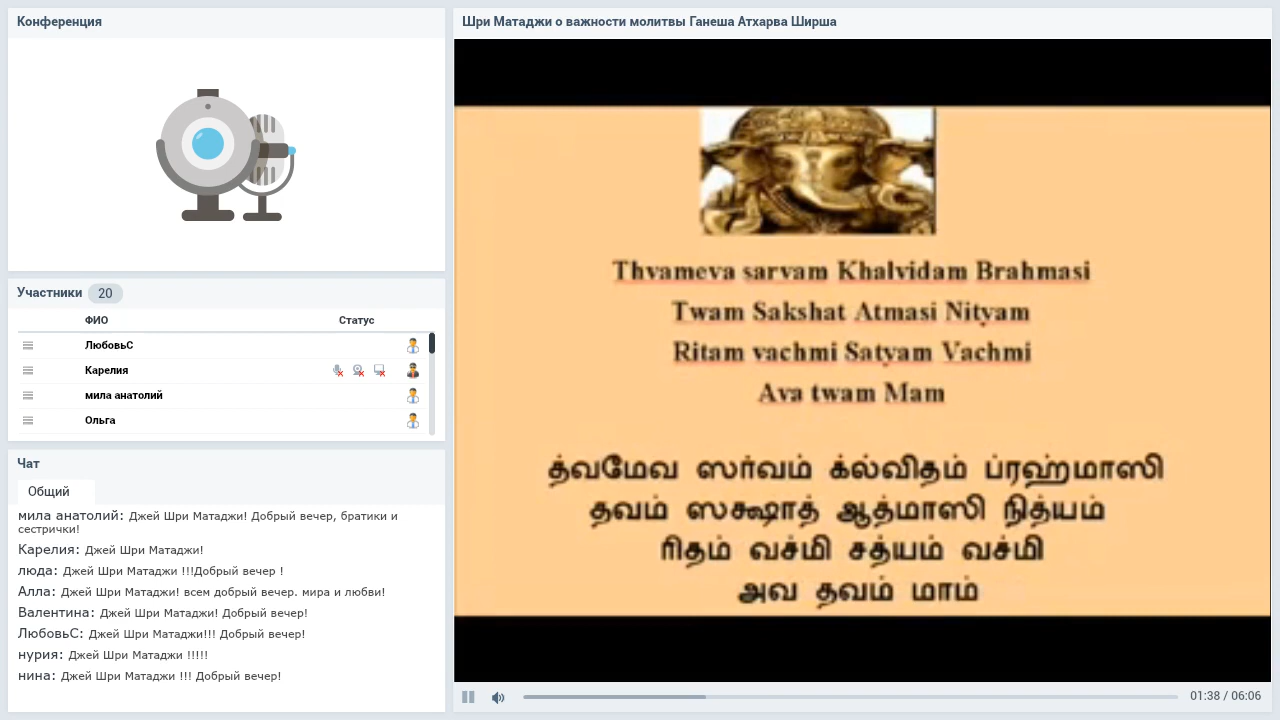 Конференция
Участники 20
ФИО Статус
ЛюбовьС
Карелия
мила анатолий
Ольга
Чат
Общий
мила анатолий: Джей Шри Матаджи! Добрый вечер, братики и
сестрички!
Карелия: Джей Шри Матаджи!
люда: Джей Шри Матаджи !!!Добрый вечер !
Алла: Джей Шри Матаджи! всем добрый вечер. мира и любви!
Валентина: Джей Шри Матаджи! Добрый вечер!
ЛюбовьС: Джей Шри Матаджи!!! Добрый вечер!
нурия: Джей Шри Матаджи !!!!!
нина: Джей Шри Матаджи !!! Добрый вечер!
Шри Матаджи о важности молитвы Ганеша Атхарва Ширша
Thvameva sarvam Khalvidam Brahmasi
Twam Sakshat Atmasi Nityam
Ritam vachmi Satyam Vachmi
Ava twam Mam
த்வமேவ ஸர்வம் க்ல்விதம் ப்ரஹ்மாஸி
தவம் ஸக்ஷாத் ஆத்மாஸி நித்யம்
ரிதம் வச்மி சத்யம் வச்மி
அவ தவம் மாம்
01:38 / 06:06